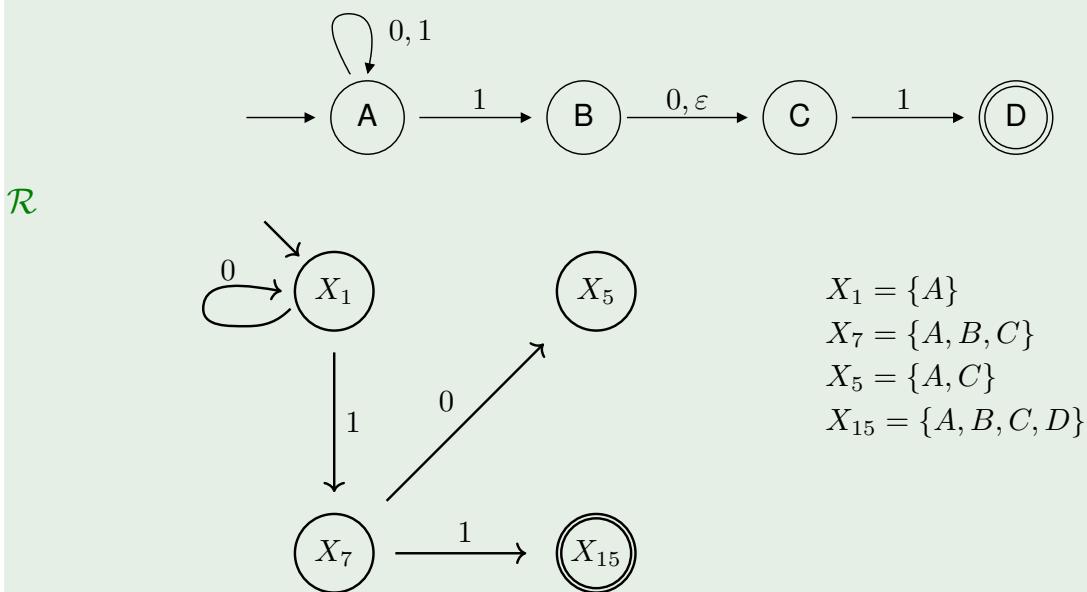 0, 1
A 1 B 0, ε C 1 D
ℛ
0 X₁ X₅
X₁ = {A}
X₇ = {A, B, C}
X₅ = {A, C}
X₁₅ = {A, B, C, D}
1 0
X₇ 1 X₁₅